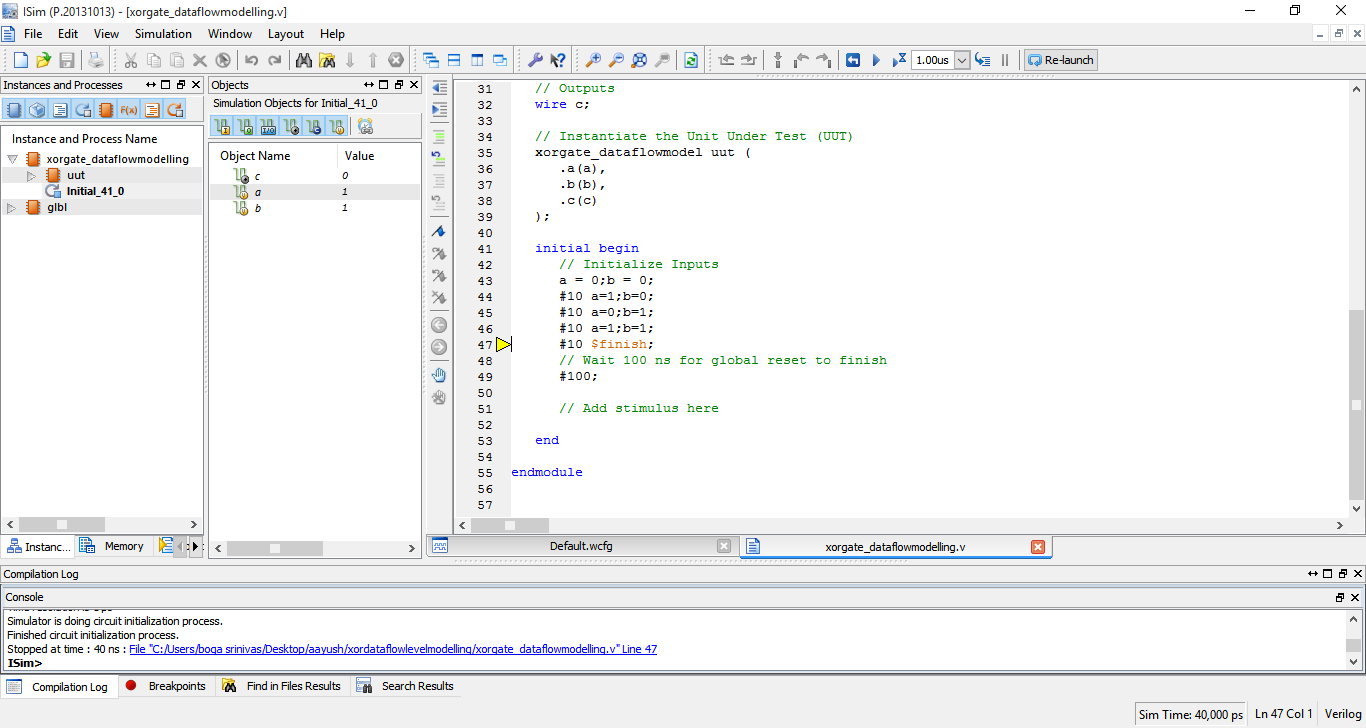 ISim (P.20131013) - [xorgate_dataflowmodelling.v]
File Edit View Simulation Window Layout Help
1.00us Re-launch
Instances and Processes
Instance and Process Name
xorgate_dataflowmodelling
uut
Initial_41_0
glbl
Instanc... Memory
Objects
Simulation Objects for Initial_41_0
Object Name Value
c 0
a 1
b 1
31 // Outputs
32 wire c;
33
34 // Instantiate the Unit Under Test (UUT)
35 xorgate_dataflowmodel uut (
36 .a(a),
37 .b(b),
38 .c(c)
39 );
40
41 initial begin
42 // Initialize Inputs
43 a = 0;b = 0;
44 #10 a=1;b=0;
45 #10 a=0;b=1;
46 #10 a=1;b=1;
47 #10 $finish;
48 // Wait 100 ns for global reset to finish
49 #100;
50
51 // Add stimulus here
52
53 end
54
55 endmodule
56
57
Default.wcfg xorgate_dataflowmodelling.v
Compilation Log
Console
Simulator is doing circuit initialization process.
Finished circuit initialization process.
Stopped at time : 40 ns : File "C:/Users/boga srinivas/Desktop/aayush/xordataflowlevelmodelling/xorgate_dataflowmodelling.v" Line 47
ISim>
Compilation Log Breakpoints Find in Files Results Search Results
Sim Time: 40,000 ps Ln 47 Col 1 Verilog